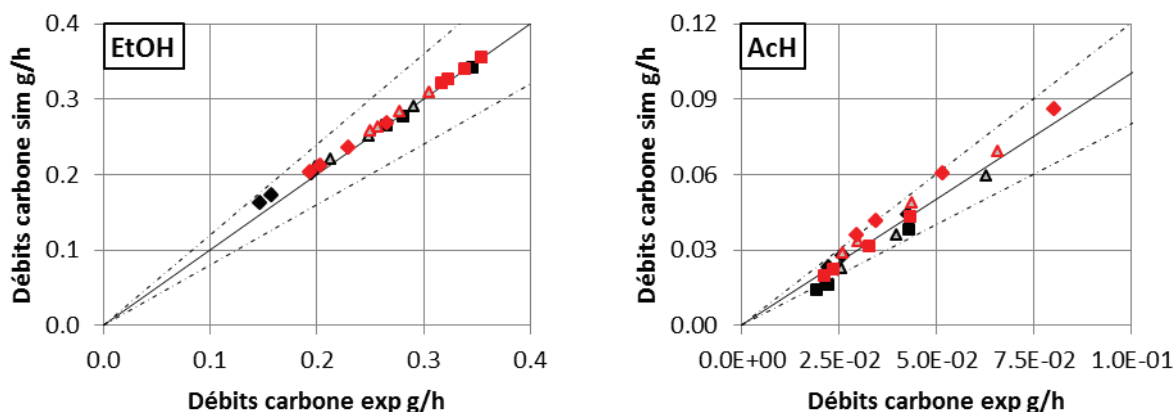 EtOH
Débits carbone sim g/h
0.4
0.3
0.2
0.1
0.0
0.0 0.1 0.2 0.3 0.4
Débits carbone exp g/h
AcH
Débits carbone sim g/h
0.12
0.09
0.06
0.03
0.00
0.0E+00 2.5E-02 5.0E-02 7.5E-02 1.0E-01
Débits carbone exp g/h